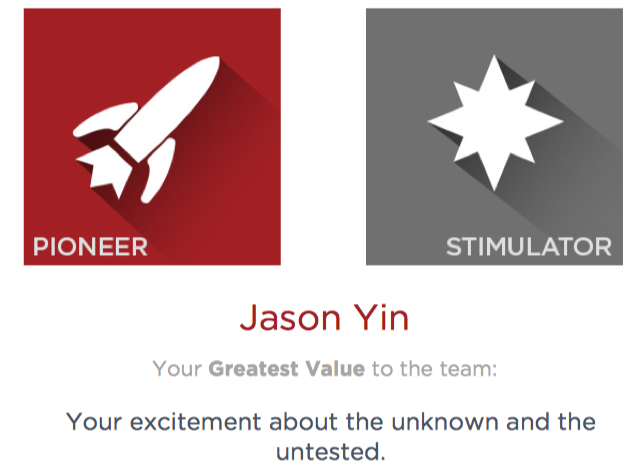 PIONEER
STIMULATOR
Jason Yin
Your Greatest Value to the team:
Your excitement about the unknown and the
untested.